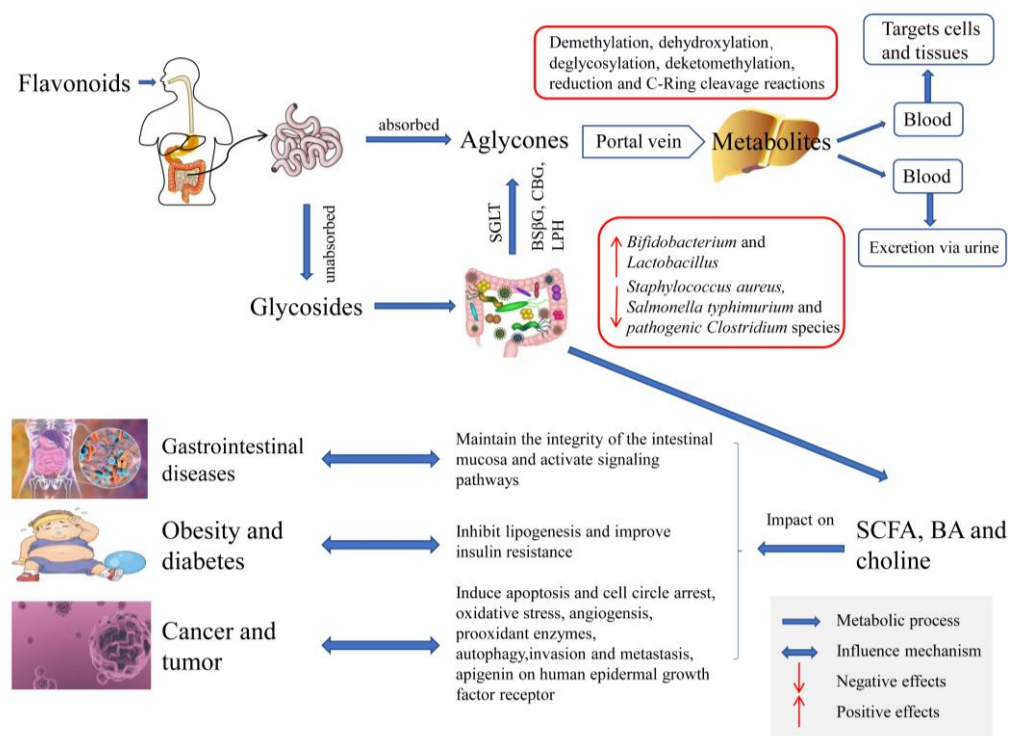 Flavonoids
Demethylation, dehydroxylation,
deglycosylation, deketomethylation,
reduction and C-Ring cleavage reactions
Targets cells
and tissues
absorbed
Aglycones
Portal vein
Metabolites
Blood
Blood
Excretion via urine
unabsorbed
SGLT
BSβG, CBG,
LPH
Glycosides
Bifidobacterium and
Lactobacillus
Staphylococcus aureus,
Salmonella typhimurium and
pathogenic Clostridium species
Gastrointestinal
diseases
Maintain the integrity of the intestinal
mucosa and activate signaling
pathways
Obesity and
diabetes
Inhibit lipogenesis and improve
insulin resistance
Cancer and
tumor
Induce apoptosis and cell circle arrest,
oxidative stress, angiogensis,
prooxidant enzymes,
autophagy,invasion and metastasis,
apigenin on human epidermal growth
factor receptor
Impact on
SCFA, BA and
choline
Metabolic process
Influence mechanism
Negative effects
Positive effects